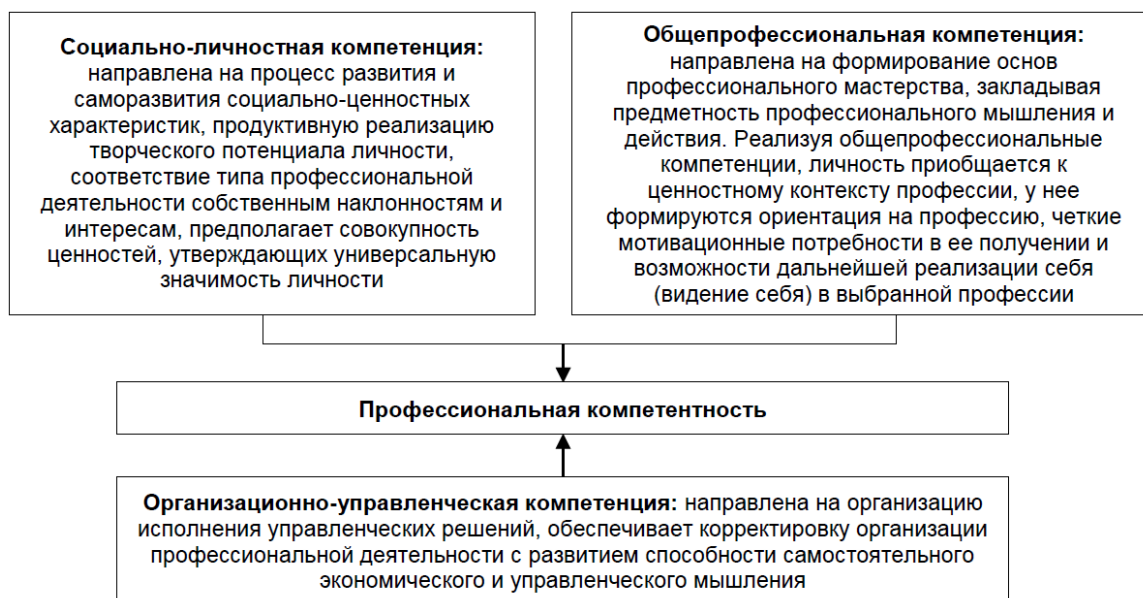 Социально-личностная компетенция:
направлена на процесс развития и
саморазвития социально-ценностных
характеристик, продуктивную реализацию
творческого потенциала личности,
соответствие типа профессиональной
деятельности собственным наклонностям и
интересам, предполагает совокупность
ценностей, утверждающих универсальную
значимость личности
Общепрофессиональная компетенция:
направлена на формирование основ
профессионального мастерства, закладывая
предметность профессионального мышления и
действия. Реализуя общепрофессиональные
компетенции, личность приобщается к
ценностному контексту профессии, у нее
формируются ориентация на профессию, четкие
мотивационные потребности в ее получении и
возможности дальнейшей реализации себя
(видение себя) в выбранной профессии
Профессиональная компетентность
Организационно-управленческая компетенция: направлена на организацию
исполнения управленческих решений, обеспечивает корректировку организации
профессиональной деятельности с развитием способности самостоятельного
экономического и управленческого мышления